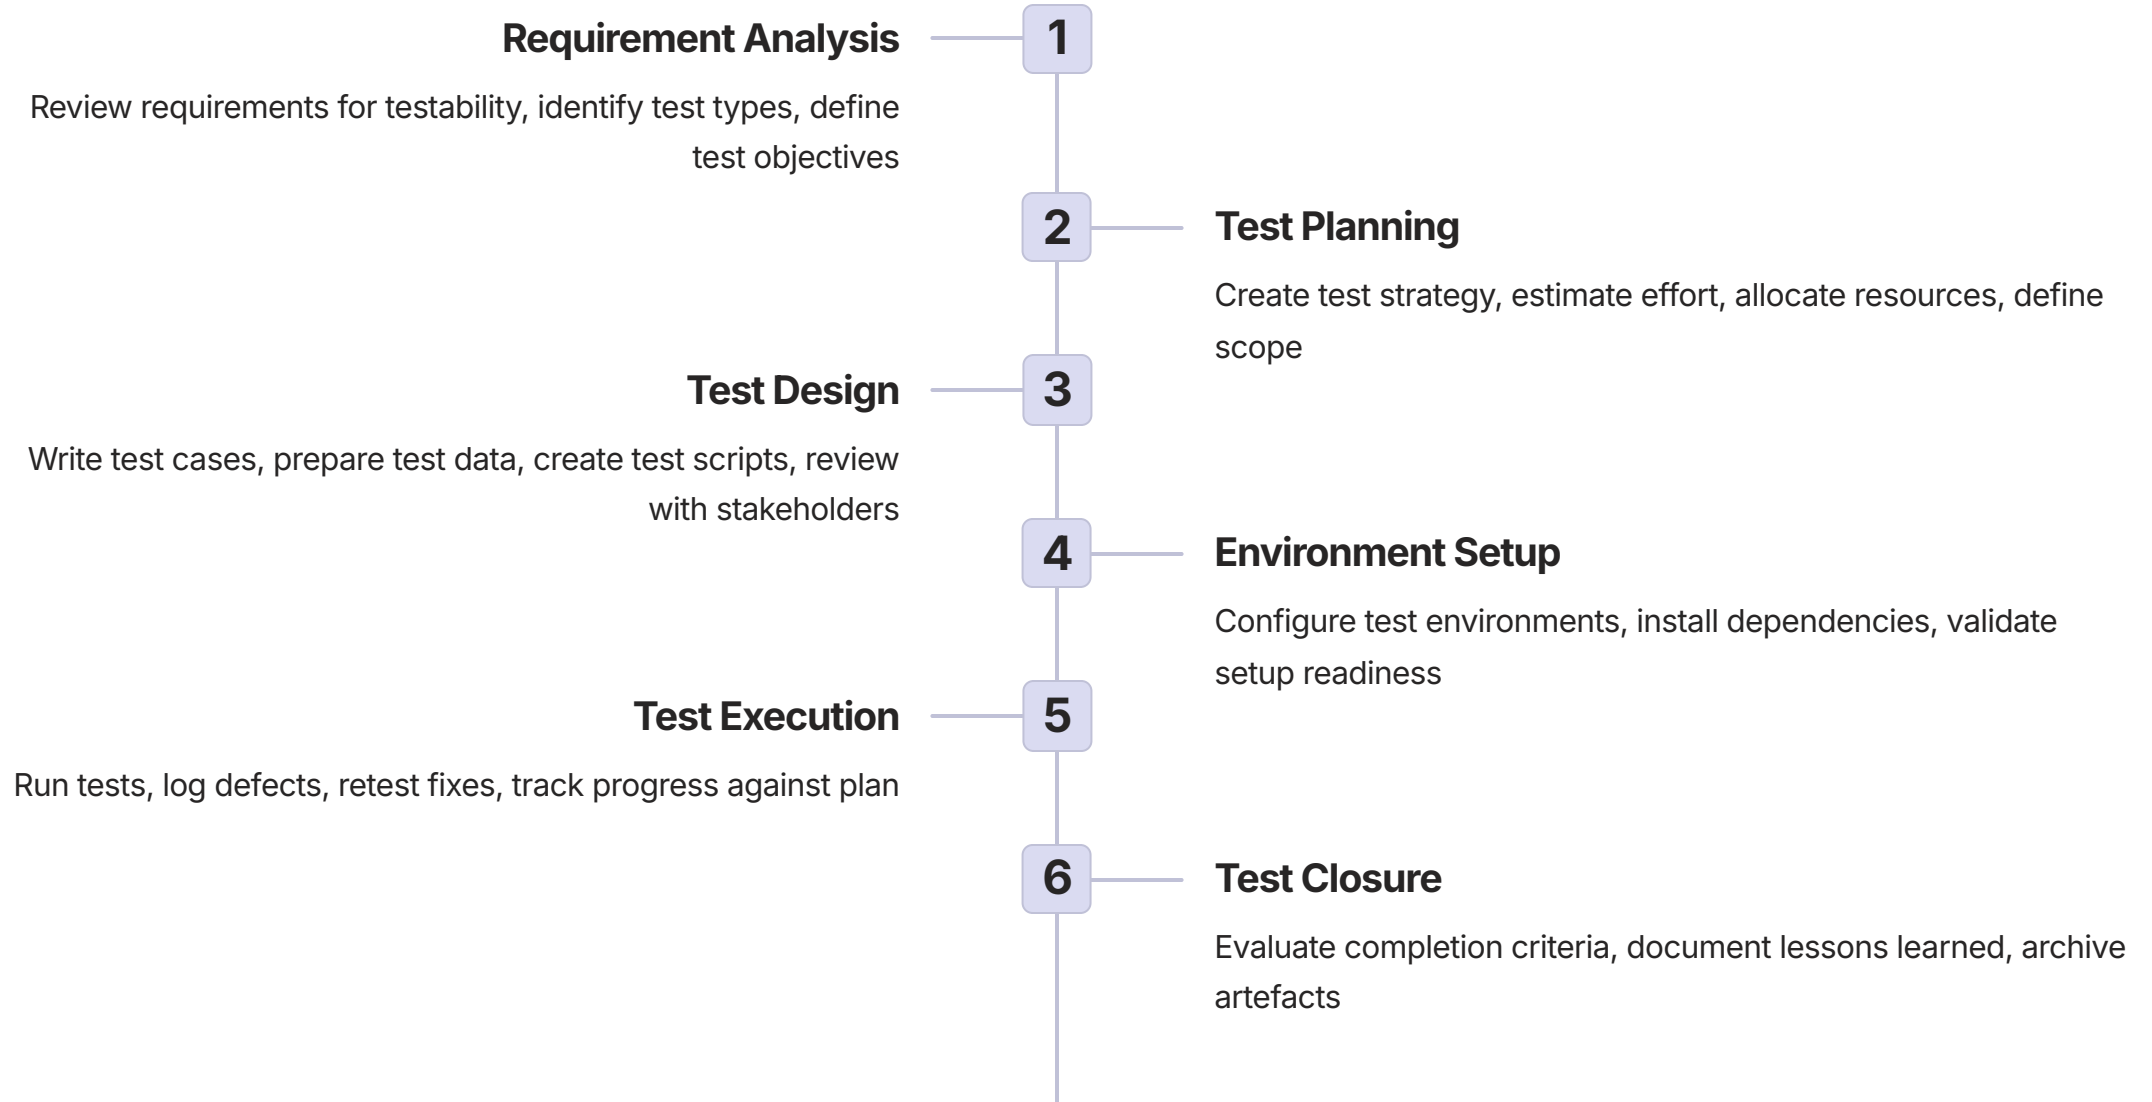 1
Requirement Analysis
Review requirements for testability, identify test types, define
test objectives
2
Test Planning
Create test strategy, estimate effort, allocate resources, define
scope
3
Test Design
Write test cases, prepare test data, create test scripts, review
with stakeholders
4
Environment Setup
Configure test environments, install dependencies, validate
setup readiness
5
Test Execution
Run tests, log defects, retest fixes, track progress against plan
6
Test Closure
Evaluate completion criteria, document lessons learned, archive
artefacts